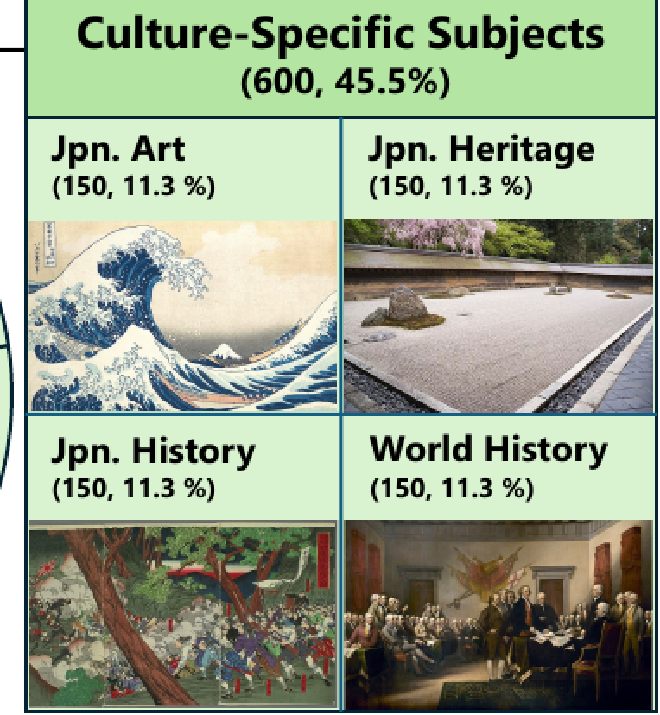 Culture-Specific Subjects
(600, 45.5%)
Jpn. Art
(150, 11.3 %)
Jpn. Heritage
(150, 11.3 %)
Jpn. History
(150, 11.3 %)
World History
(150, 11.3 %)